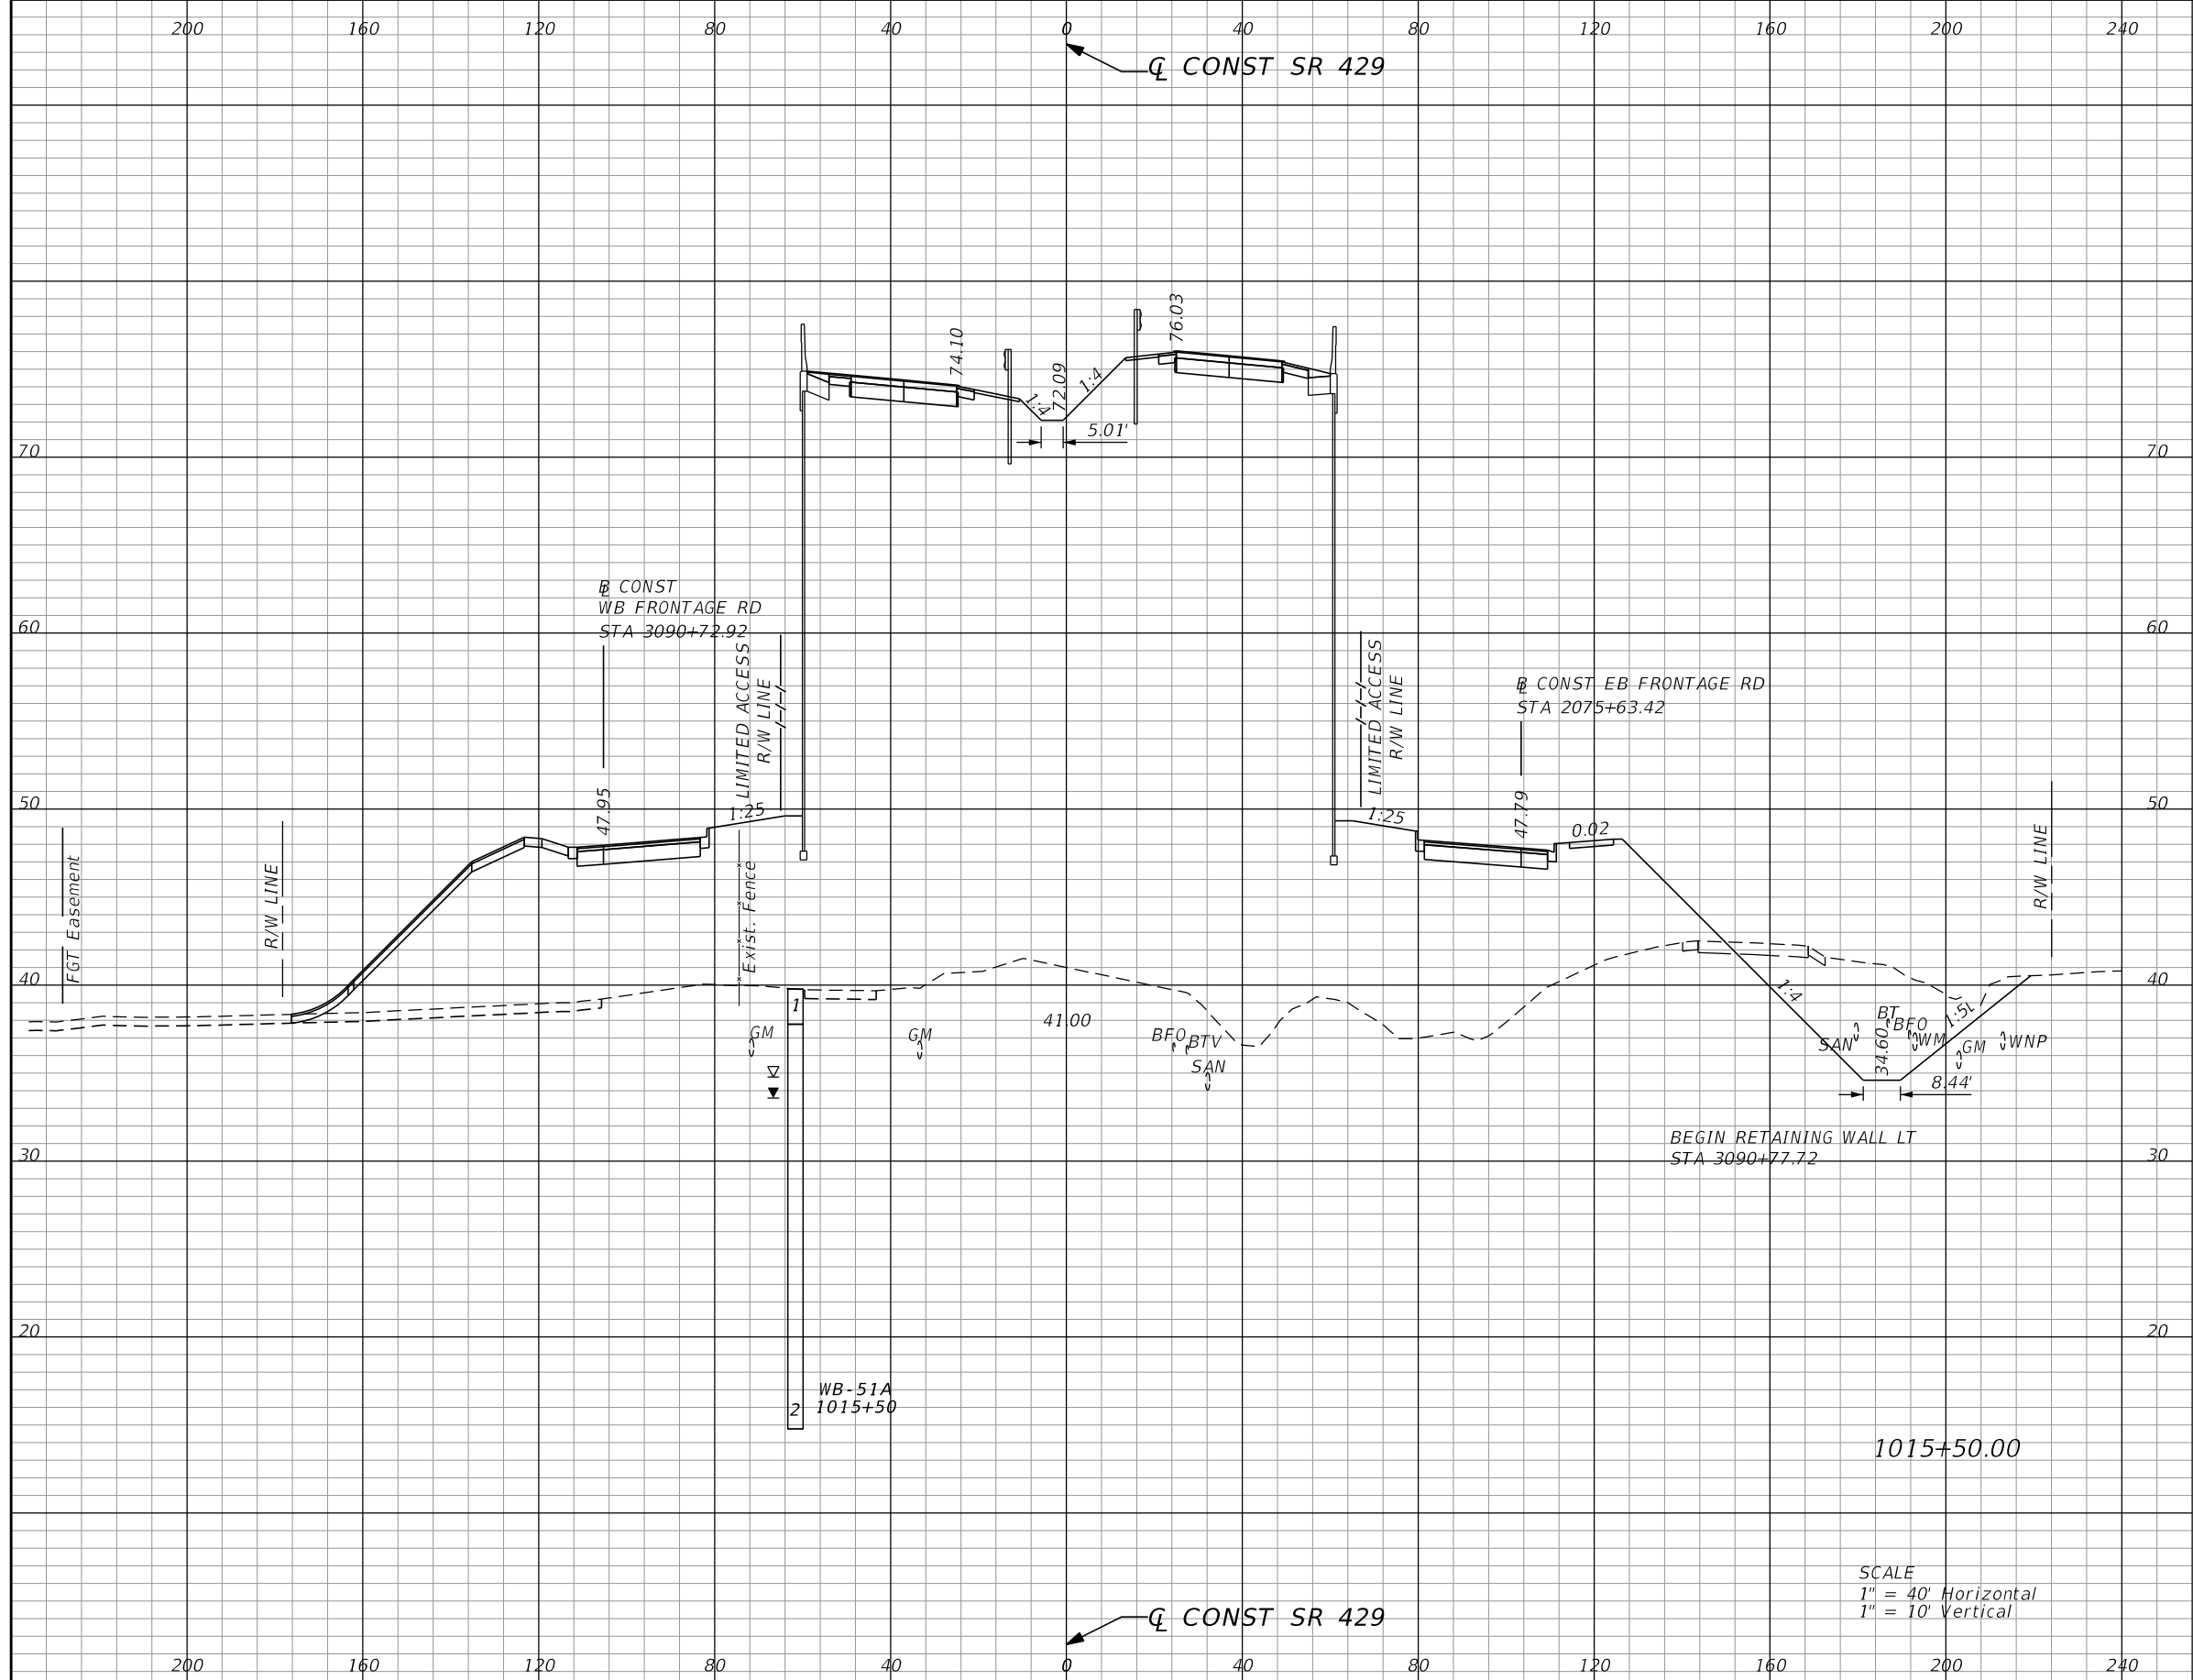 200 160 120 80 40 0 40 80 120 160 200 240
℄ CONST SR 429
76.03
74.10
72.09
1:4
1:4
5.01'
70 70
℄ CONST
WB FRONTAGE RD
STA 3090+72.92
60 60
LIMITED ACCESS
R/W LINE
LIMITED ACCESS
R/W LINE
B CONST EB FRONTAGE RD
STA 2075+63.42
50 50
47.95
1:25
1:25
47.79
0.02
FGT Easement
R/W LINE
Exist. Fence
R/W LINE
40 40
1
41.00
GM
GM
BFO
BTV
SAN
1:4
SAN
BT
BFO
WM
34.60
1:5
GM
WNP
8.44'
BEGIN RETAINING WALL LT
STA 3090+77.72
30 30
20 20
WB-51A
1015+50
2
1015+50.00
SCALE
1" = 40' Horizontal
1" = 10' Vertical
℄ CONST SR 429
200 160 120 80 40 0 40 80 120 160 200 240